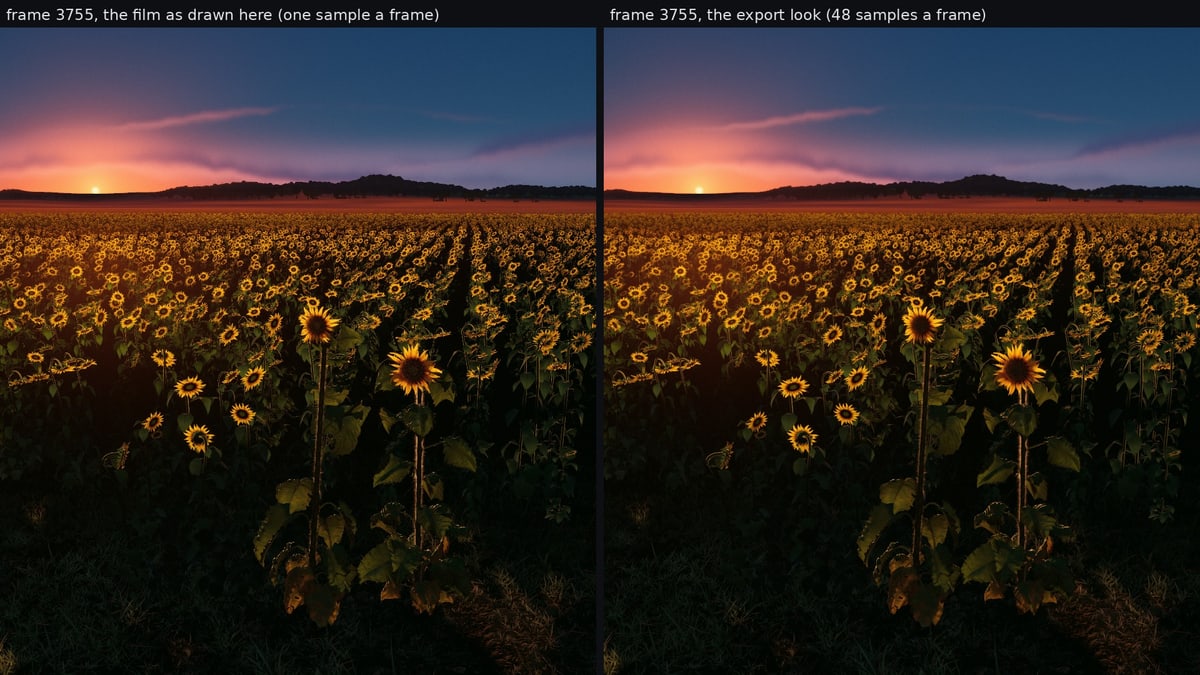 frame 3755, the film as drawn here (one sample a frame)
frame 3755, the export look (48 samples a frame)